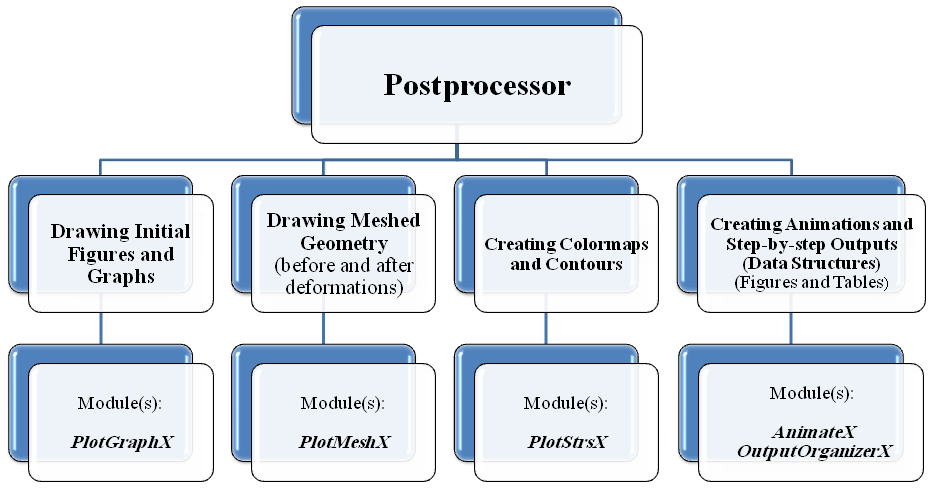 Postprocessor
Drawing Initial
Figures and
Graphs
Drawing Meshed
Geometry
(before and after
deformations)
Creating Colormaps
and Contours
Creating Animations and
Step-by-step Outputs
(Data Structures)
(Figures and Tables)
Module(s):
PlotGraphX
Module(s):
PlotMeshX
Module(s):
PlotStrsX
Module(s):
AnimateX
OutputOrganizerX